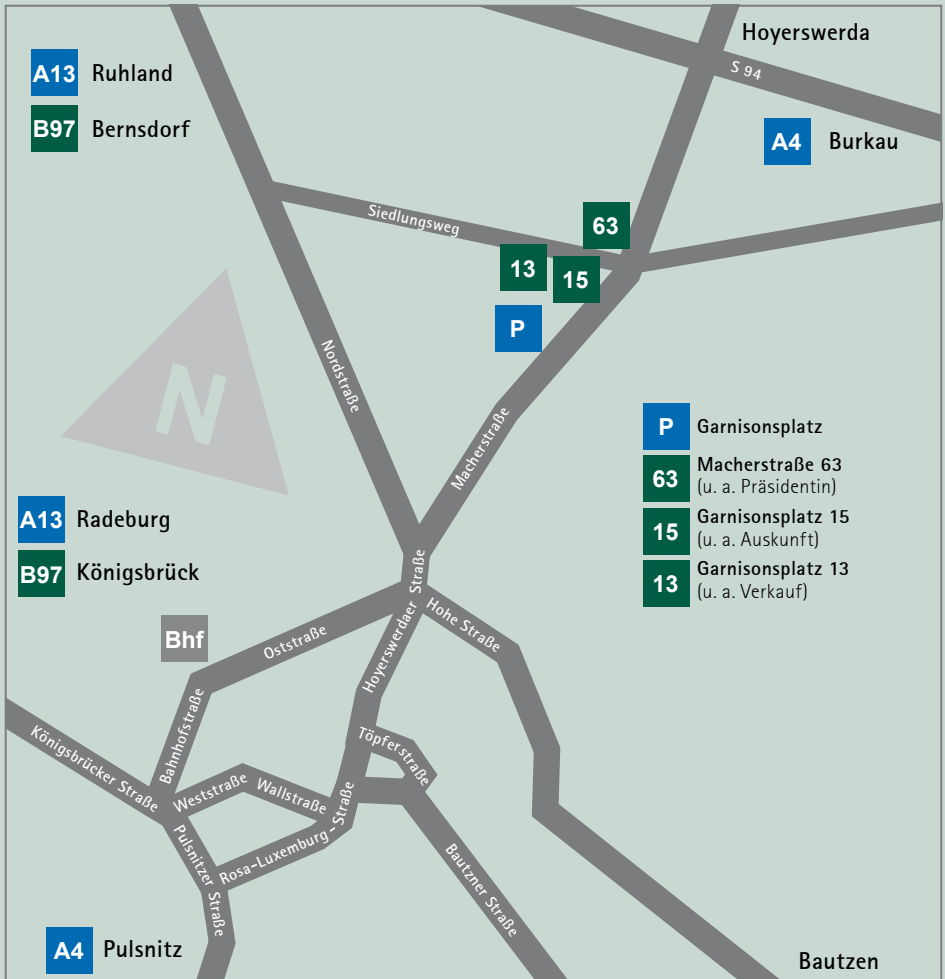 Hoyerswerda
S 94
A13 Ruhland
B97 Bernsdorf
A4 Burkau
Siedlungsweg
63
13
15
P
Nordstraße
N
Macherstraße
P Garnisonsplatz
63 Macherstraße 63
(u. a. Präsidentin)
15 Garnisonsplatz 15
(u. a. Auskunft)
13 Garnisonsplatz 13
(u. a. Verkauf)
A13 Radeburg
B97 Königsbrück
Bhf
Oststraße
Hoyerswerdaer Straße
Hohe Straße
Bahnhofstraße
Königsbrücker Straße
Töpferstraße
Weststraße
Wallstraße
Rosa-Luxemburg-Straße
Pulsnitzer Straße
Bautzner Straße
A4 Pulsnitz
Bautzen